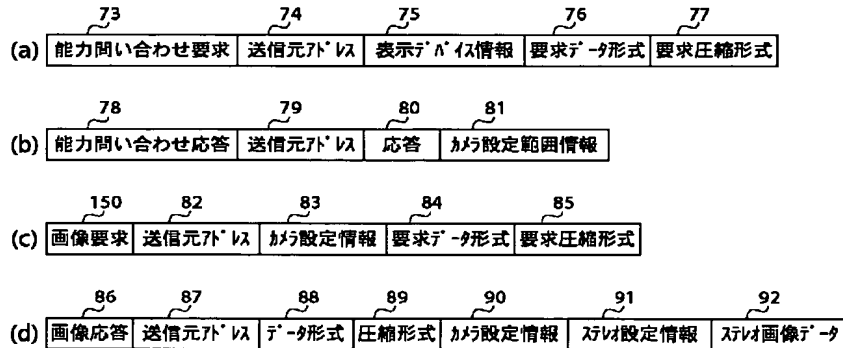 73 74 75 76 77
(a) 能力問い合わせ要求 送信元ｱﾄﾞﾚｽ 表示ﾃﾞﾊﾞｲｽ情報 要求ﾃﾞｰﾀ形式 要求圧縮形式
78 79 80 81
(b) 能力問い合わせ応答 送信元ｱﾄﾞﾚｽ 応答 ｶﾒﾗ設定範囲情報
150 82 83 84 85
(c) 画像要求 送信元ｱﾄﾞﾚｽ ｶﾒﾗ設定情報 要求ﾃﾞｰﾀ形式 要求圧縮形式
86 87 88 89 90 91 92
(d) 画像応答 送信元ｱﾄﾞﾚｽ ﾃﾞｰﾀ形式 圧縮形式 ｶﾒﾗ設定情報 ｽﾃﾚｵ設定情報 ｽﾃﾚｵ画像ﾃﾞｰﾀ